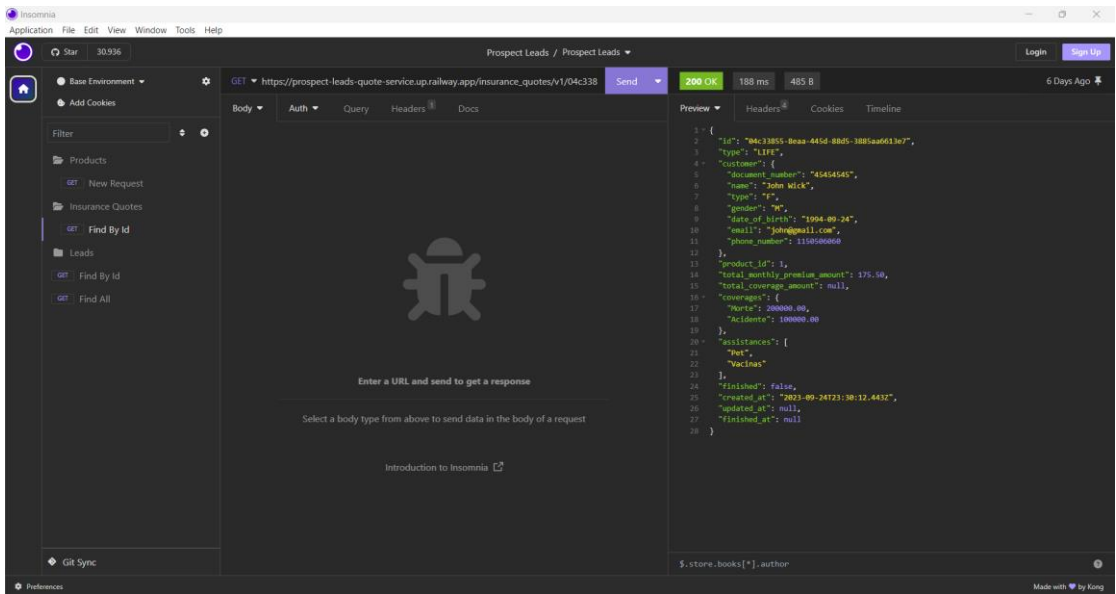 Insomnia
Application File Edit View Window Tools Help
Star 30.936
Prospect Leads / Prospect Leads
Login Sign Up
Base Environment
Add Cookies
Filter
Products
GET New Request
Insurance Quotes
GET Find By Id
Leads
GET Find By Id
GET Find All
Git Sync
GET https://prospect-leads-quote-service.up.railway.app/insurance_quotes/v1/04c338 Send
Body Auth Query Headers 1 Docs
Enter a URL and send to get a response
Select a body type from above to send data in the body of a request
Introduction to Insomnia
200 OK 188 ms 485 B 6 Days Ago
Preview Headers 4 Cookies Timeline
1 {
2 "id": "04c33855-8eaa-445d-88d5-3885aa6613e7",
3 "type": "LIFE",
4 "customer": {
5 "document_number": "45454545",
6 "name": "John Wick",
7 "type": "F",
8 "gender": "M",
9 "date_of_birth": "1994-09-24",
10 "email": "john@gmail.com",
11 "phone_number": 1150506060
12 },
13 "product_id": 1,
14 "total_monthly_premium_amount": 175.50,
15 "total_coverage_amount": null,
16 "coverages": {
17 "Morte": 200000.00,
18 "Acidente": 100000.00
19 },
20 "assistances": [
21 "Pet",
22 "Vacinas"
23 ],
24 "finished": false,
25 "created_at": "2023-09-24T23:30:12.443Z",
26 "updated_at": null,
27 "finished_at": null
28 }
$.store.books[*].author
Preferences
Made with 💜 by Kong